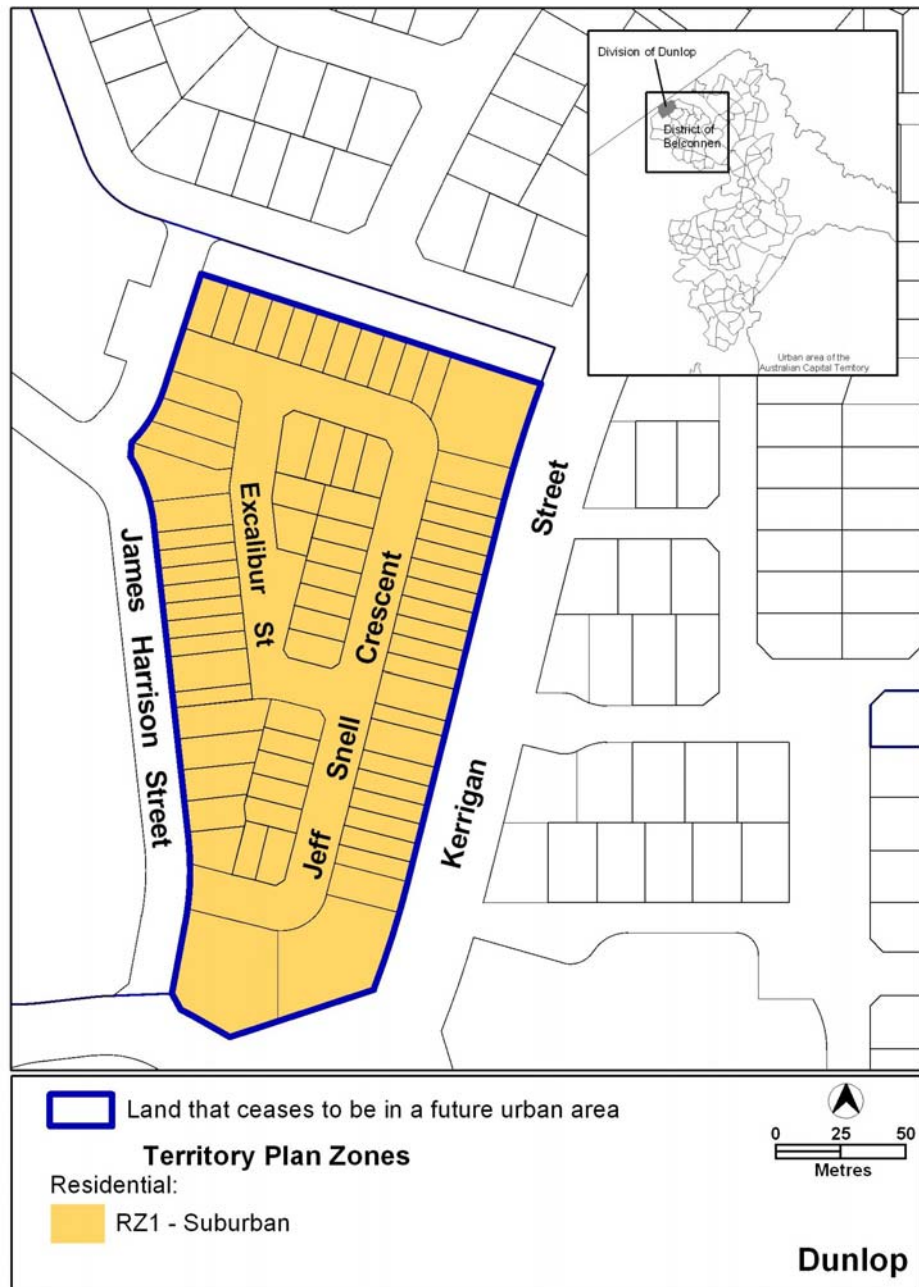 Division of Dunlop
District of
Belconnen
Urban area of the
Australian Capital Territory
Excalibur St
James Harrison Street
Jeff Snell Crescent
Kerrigan Street
Land that ceases to be in a future urban area
Territory Plan Zones
Residential:
RZ1 - Suburban
0 25 50
Metres
Dunlop